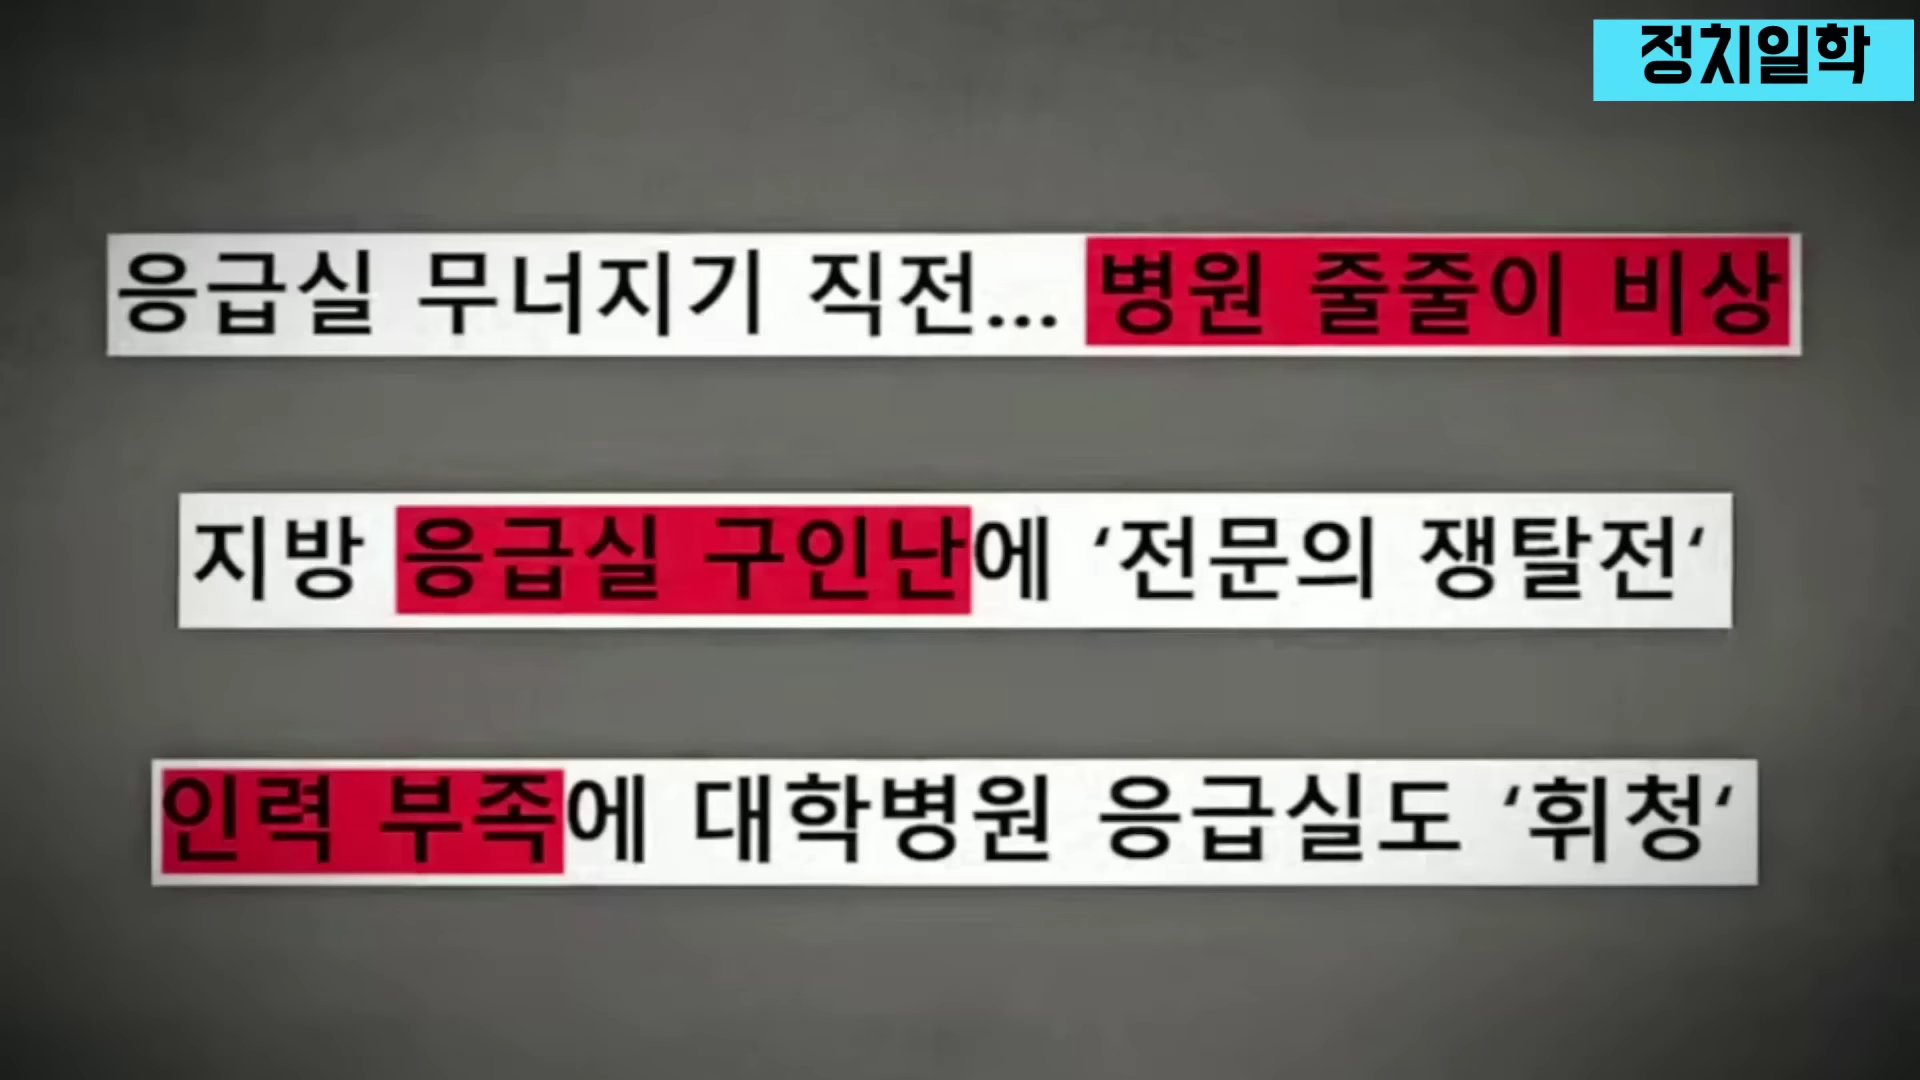 정치일학
응급실 무너지기 직전... 병원 줄줄이 비상
지방 응급실 구인난에 ‘전문의 쟁탈전‘
인력 부족에 대학병원 응급실도 ‘휘청‘